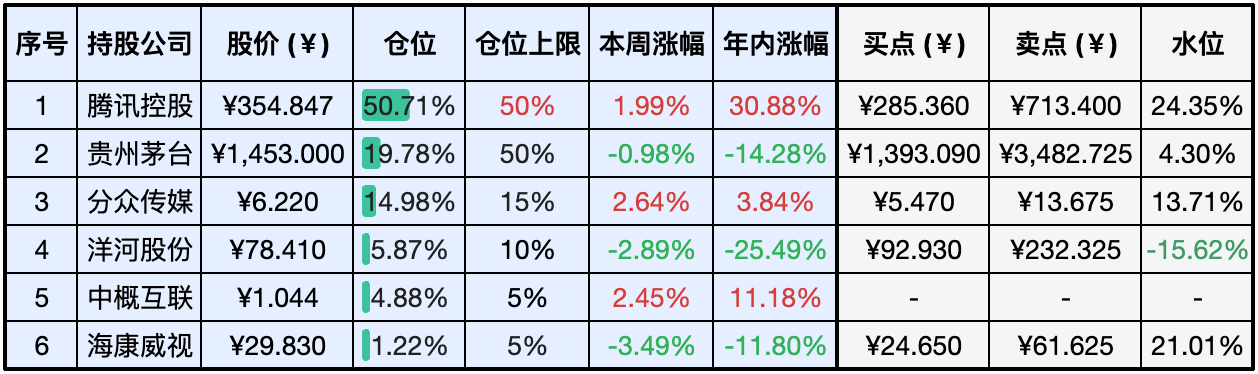 序号 持股公司 股价 (¥) 仓位 仓位上限 本周涨幅 年内涨幅 买点 (¥) 卖点 (¥) 水位
1 腾讯控股 ¥354.847 50.71% 50% 1.99% 30.88% ¥285.360 ¥713.400 24.35%
2 贵州茅台 ¥1,453.000 19.78% 50% -0.98% -14.28% ¥1,393.090 ¥3,482.725 4.30%
3 分众传媒 ¥6.220 14.98% 15% 2.64% 3.84% ¥5.470 ¥13.675 13.71%
4 洋河股份 ¥78.410 5.87% 10% -2.89% -25.49% ¥92.930 ¥232.325 -15.62%
5 中概互联 ¥1.044 4.88% 5% 2.45% 11.18% - - -
6 海康威视 ¥29.830 1.22% 5% -3.49% -11.80% ¥24.650 ¥61.625 21.01%